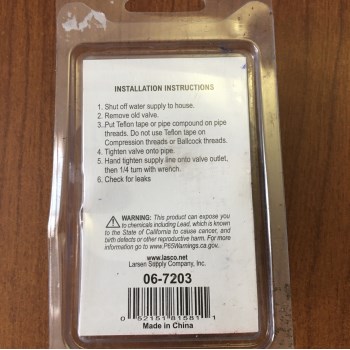 INSTALLATION INSTRUCTIONS
1. Shut off water supply to house.
2. Remove old valve.
3. Put Teflon tape or pipe compound on pipe
threads. Do not use Teflon tape on
Compression threads or Ballcock threads.
4. Tighten valve onto pipe.
5. Hand tighten supply line onto valve outlet,
then 1/4 turn with wrench.
6. Check for leaks
WARNING: This product can expose you
to chemicals including Lead, which is known
to the State of California to cause cancer, and
birth defects or other reproductive harm. For more
information go to www.P65Warnings.ca.gov.
www.lasco.net
Larsen Supply Company, Inc.
06-7203
0 52151 81581 1
Made in China